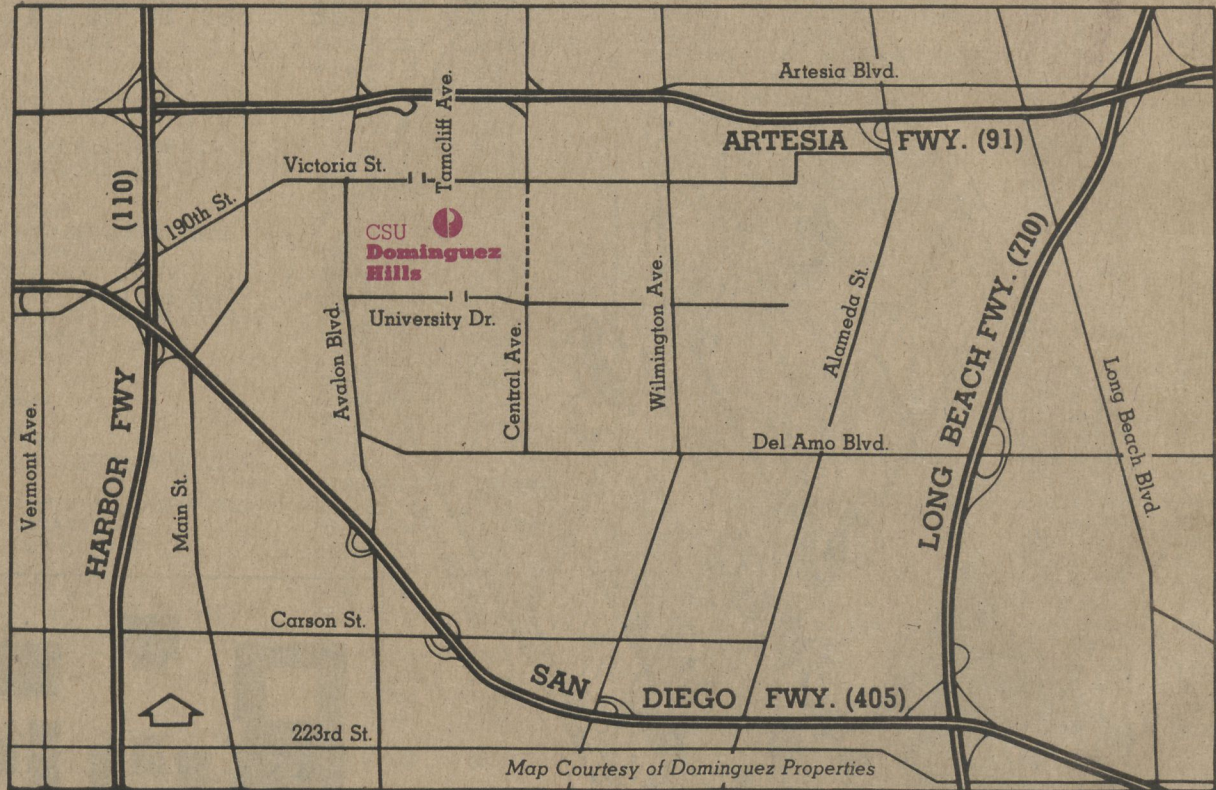 Artesia Blvd.
Tamcliff Ave.
ARTESIA FWY. (91)
Victoria St.
(110)
190th St.
CSU
Dominguez
Hills
University Dr.
Avalon Blvd.
Central Ave.
Wilmington Ave.
Alameda St.
LONG BEACH FWY. (710)
Long Beach Blvd.
Vermont Ave.
HARBOR FWY
Main St.
Del Amo Blvd.
Carson St.
SAN DIEGO FWY. (405)
223rd St.
Map Courtesy of Dominguez Properties